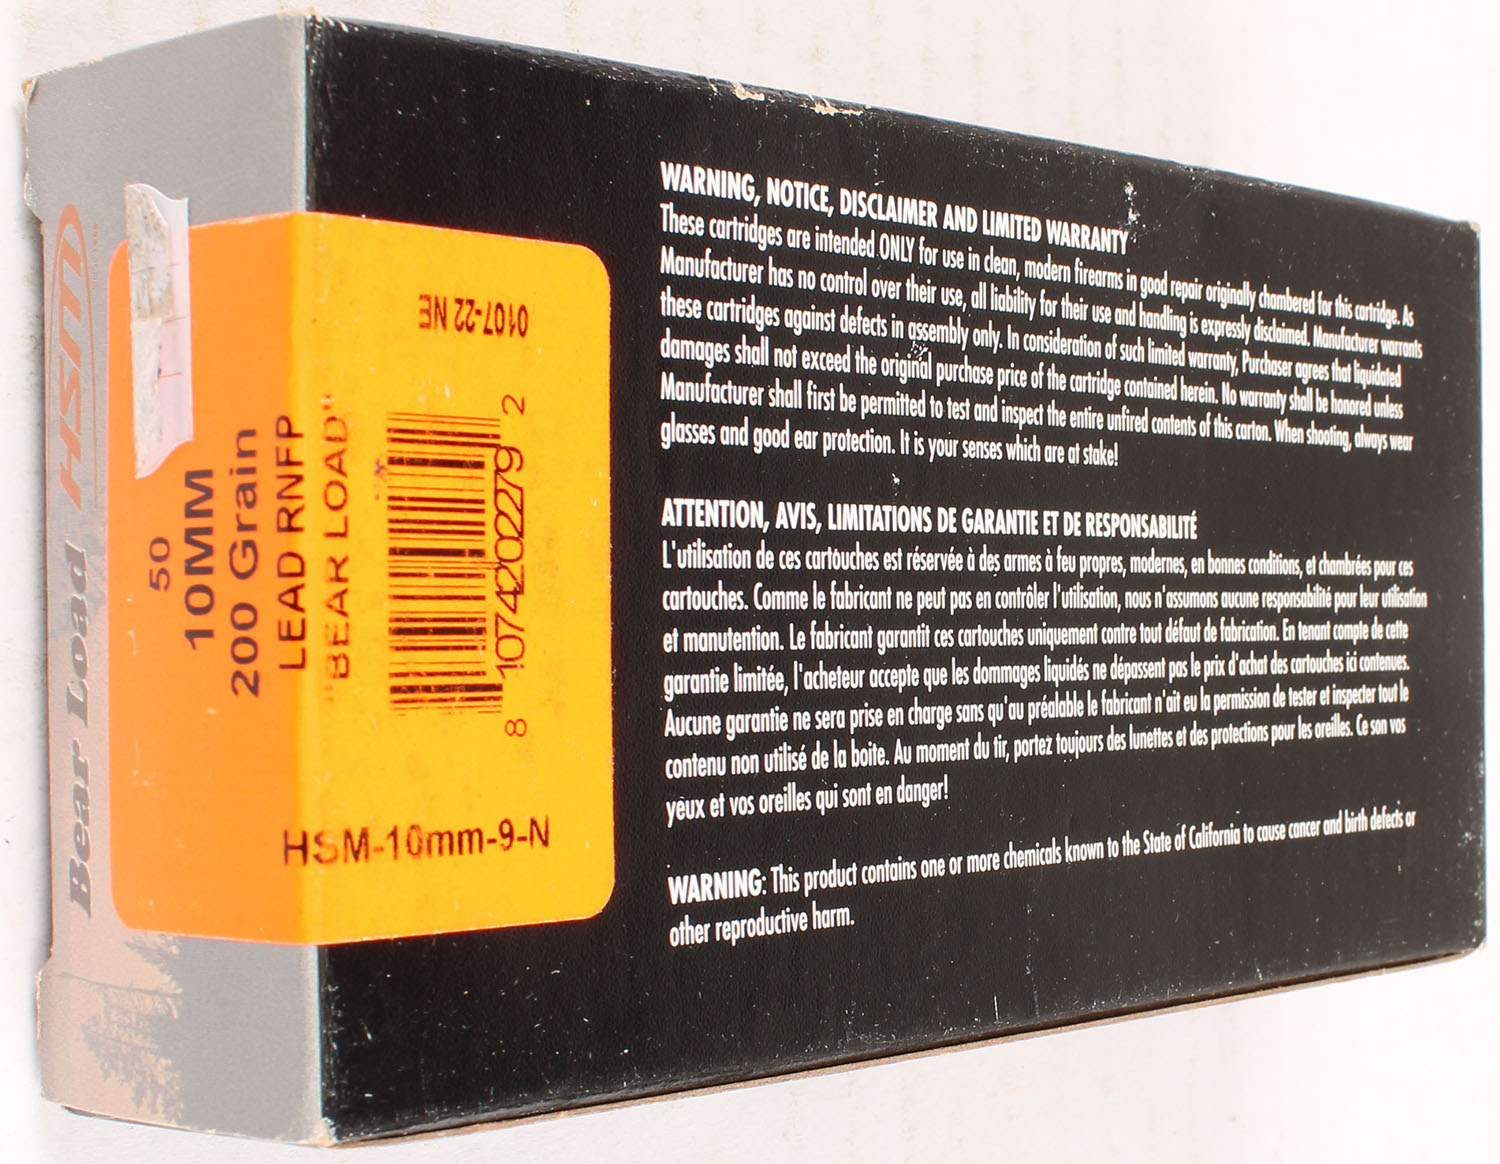 Bear Load HSM
50
10MM
200 Grain
LEAD RNFP
"BEAR LOAD"
8 10742 02279 2
0107-22 NE
HSM-10mm-9-N
WARNING, NOTICE, DISCLAIMER AND LIMITED WARRANTY
These cartridges are intended ONLY for use in clean, modern firearms in good repair originally chambered for this cartridge. As
Manufacturer has no control over their use, all liability for their use and handling is expressly disclaimed. Manufacturer warrants
these cartridges against defects in assembly only. In consideration of such limited warranty, Purchaser agrees that liquidated
damages shall not exceed the original purchase price of the cartridge contained herein. No warranty shall be honored unless
Manufacturer shall first be permitted to test and inspect the entire unfired contents of this carton. When shooting, always wear
glasses and good ear protection. It is your senses which are at stake!
ATTENTION, AVIS, LIMITATIONS DE GARANTIE ET DE RESPONSABILITÉ
L'utilisation de ces cartouches est réservée à des armes à feu propres, modernes, en bonnes conditions, et chambrées pour ces
cartouches. Comme le fabricant ne peut pas en contrôler l'utilisation, nous n'assumons aucune responsabilité pour leur utilisation
et manutention. Le fabricant garantit ces cartouches uniquement contre tout défaut de fabrication. En tenant compte de cette
garantie limitée, l'acheteur accepte que les dommages liquidés ne dépassent pas le prix d'achat des cartouches ici contenues.
Aucune garantie ne sera prise en charge sans qu'au préalable le fabricant n'ait eu la permission de tester et inspecter tout le
contenu non utilisé de la boite. Au moment du tir, portez toujours des lunettes et des protections pour les oreilles. Ce son vos
yeux et vos oreilles qui sont en danger!
WARNING: This product contains one or more chemicals known to the State of California to cause cancer and birth defects or
other reproductive harm.